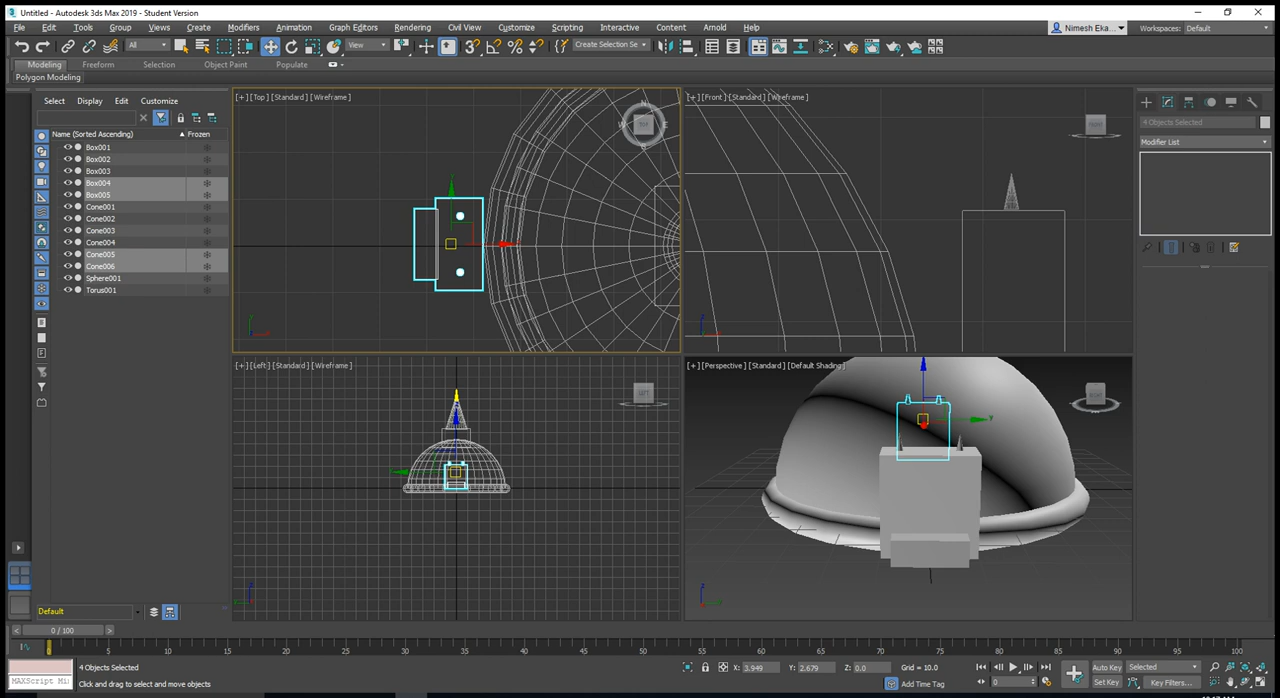 Untitled - Autodesk 3ds Max 2019 - Student Version
File Edit Tools Group Views Create Modifiers Animation Graph Editors Rendering Civil View Customize Scripting Interactive Content Arnold Help
Nimesh Eka...
Workspaces: Default
All
View
Create Selection Se
Modeling Freeform Selection Object Paint Populate
Polygon Modeling
Select Display Edit Customize
Name (Sorted Ascending) Frozen
Box001
Box002
Box003
Box004
Box005
Cone001
Cone002
Cone003
Cone004
Cone005
Cone006
Sphere001
Torus001
[+] [Top] [Standard] [Wireframe]
[+] [Front] [Standard] [Wireframe]
[+] [Left] [Standard] [Wireframe]
[+] [Perspective] [Standard] [Default Shading]
4 Objects Selected
Modifier List
Default
0 / 100
0 5 10 15 20 25 30 35 40 45 50 55 60 65 70 75 80 85 90 95 100
4 Objects Selected
MAXScript Mi
Click and drag to select and move objects
X: 3.949 Y: 2.679 Z: 0.0 Grid = 10.0
Add Time Tag
0
Auto Key Selected
Set Key Key Filters...